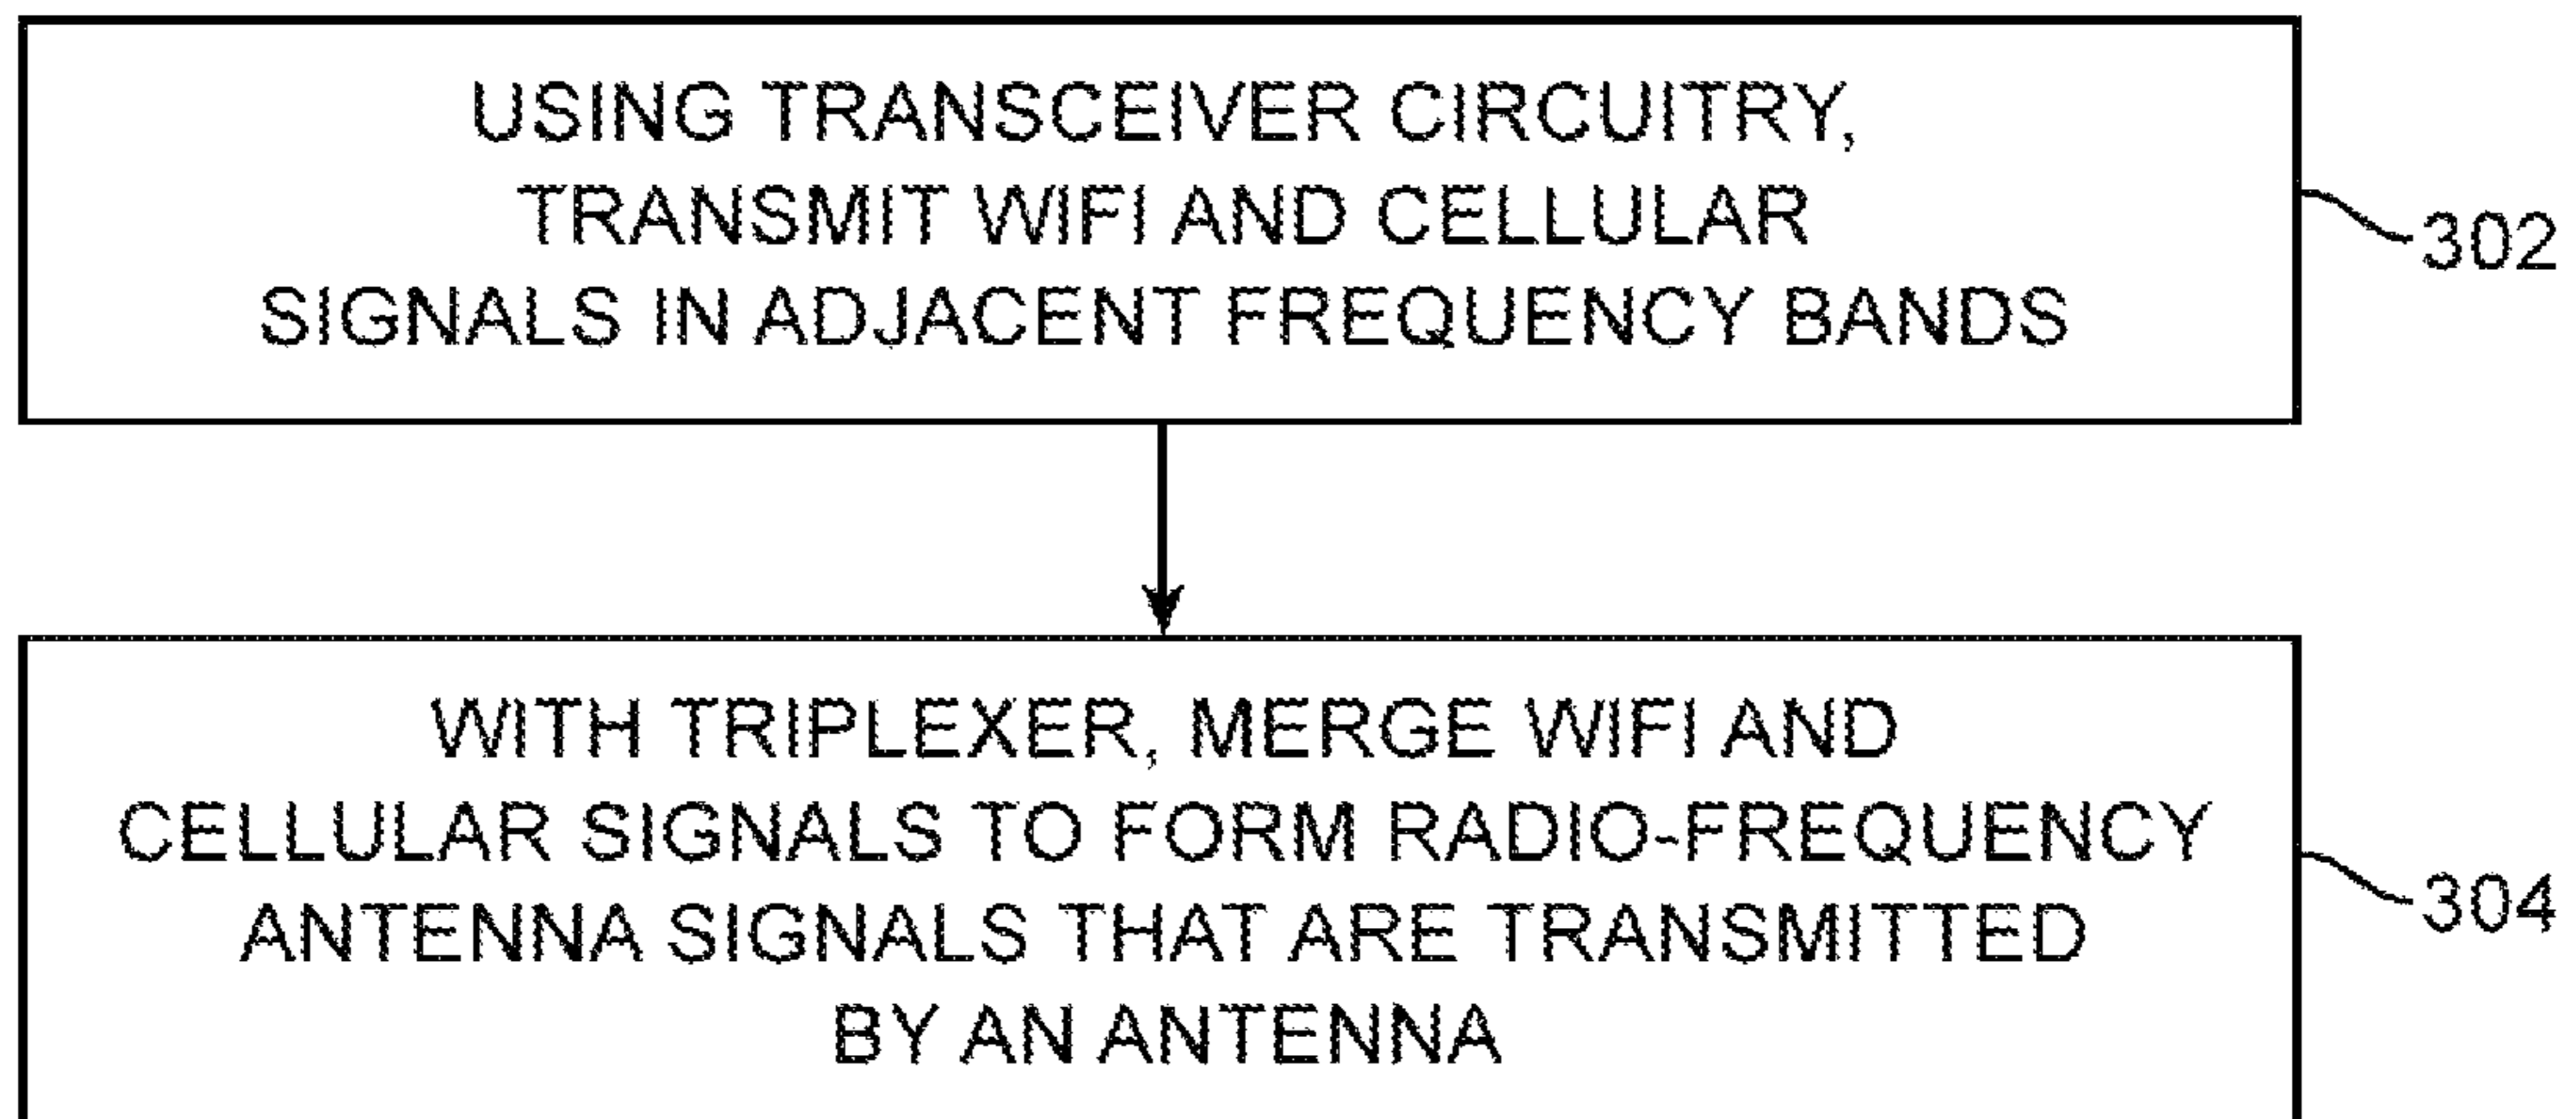 USING TRANSCEIVER CIRCUITRY,
TRANSMIT WIFI AND CELLULAR
SIGNALS IN ADJACENT FREQUENCY BANDS
302
WITH TRIPLEXER, MERGE WIFI AND
CELLULAR SIGNALS TO FORM RADIO-FREQUENCY
ANTENNA SIGNALS THAT ARE TRANSMITTED
BY AN ANTENNA
304